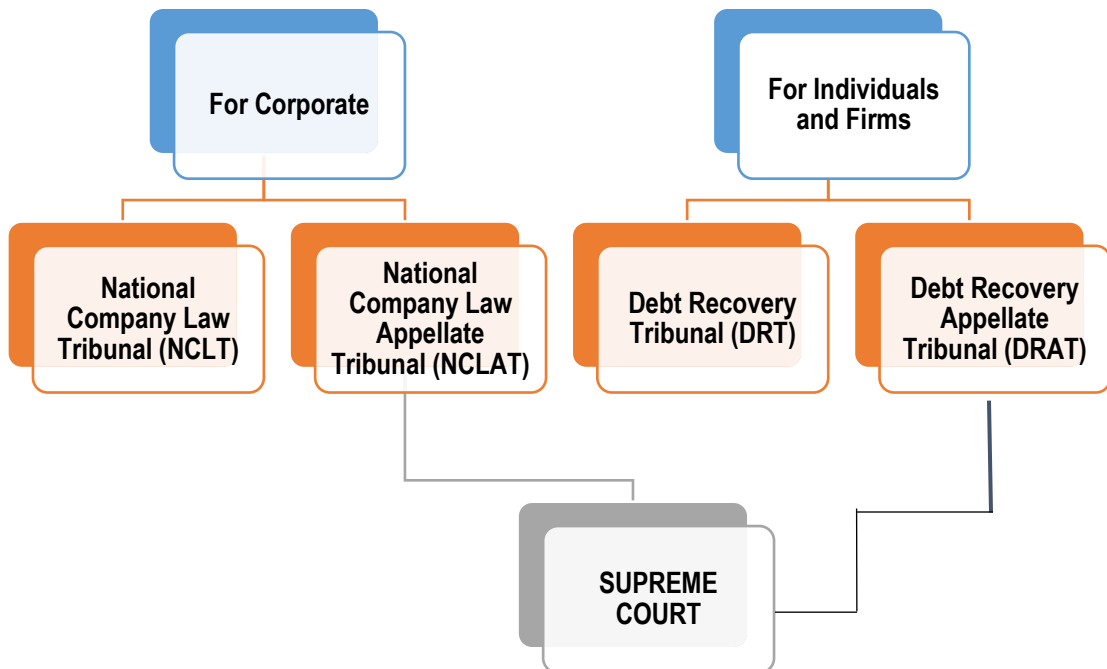 For Corporate
For Individuals
and Firms
National
Company Law
Tribunal (NCLT)
National
Company Law
Appellate
Tribunal (NCLAT)
Debt Recovery
Tribunal (DRT)
Debt Recovery
Appellate
Tribunal (DRAT)
SUPREME
COURT